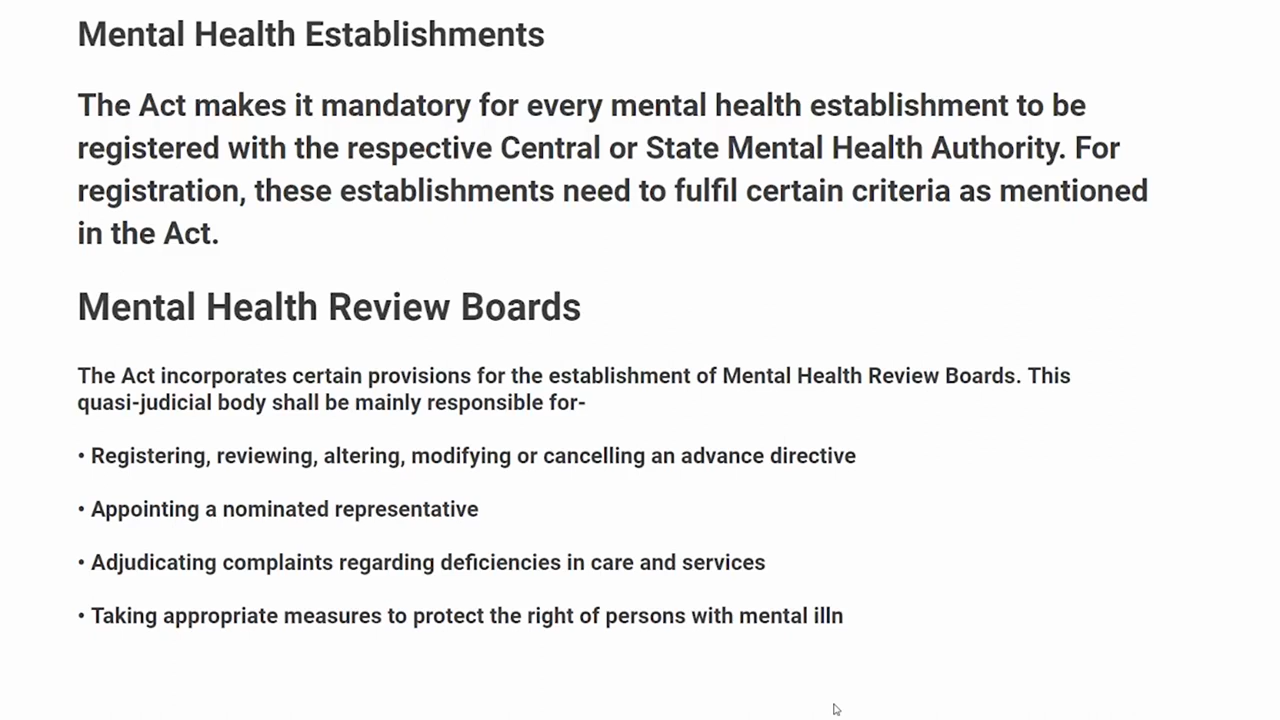 Mental Health Establishments
The Act makes it mandatory for every mental health establishment to be
registered with the respective Central or State Mental Health Authority. For
registration, these establishments need to fulfil certain criteria as mentioned
in the Act.
Mental Health Review Boards
The Act incorporates certain provisions for the establishment of Mental Health Review Boards. This
quasi-judicial body shall be mainly responsible for-
• Registering, reviewing, altering, modifying or cancelling an advance directive
• Appointing a nominated representative
• Adjudicating complaints regarding deficiencies in care and services
• Taking appropriate measures to protect the right of persons with mental illn